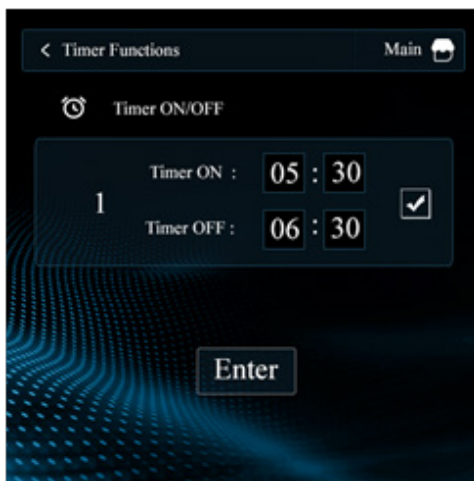 < Timer Functions Main
Timer ON/OFF
1
Timer ON : 05 : 30
Timer OFF : 06 : 30
Enter